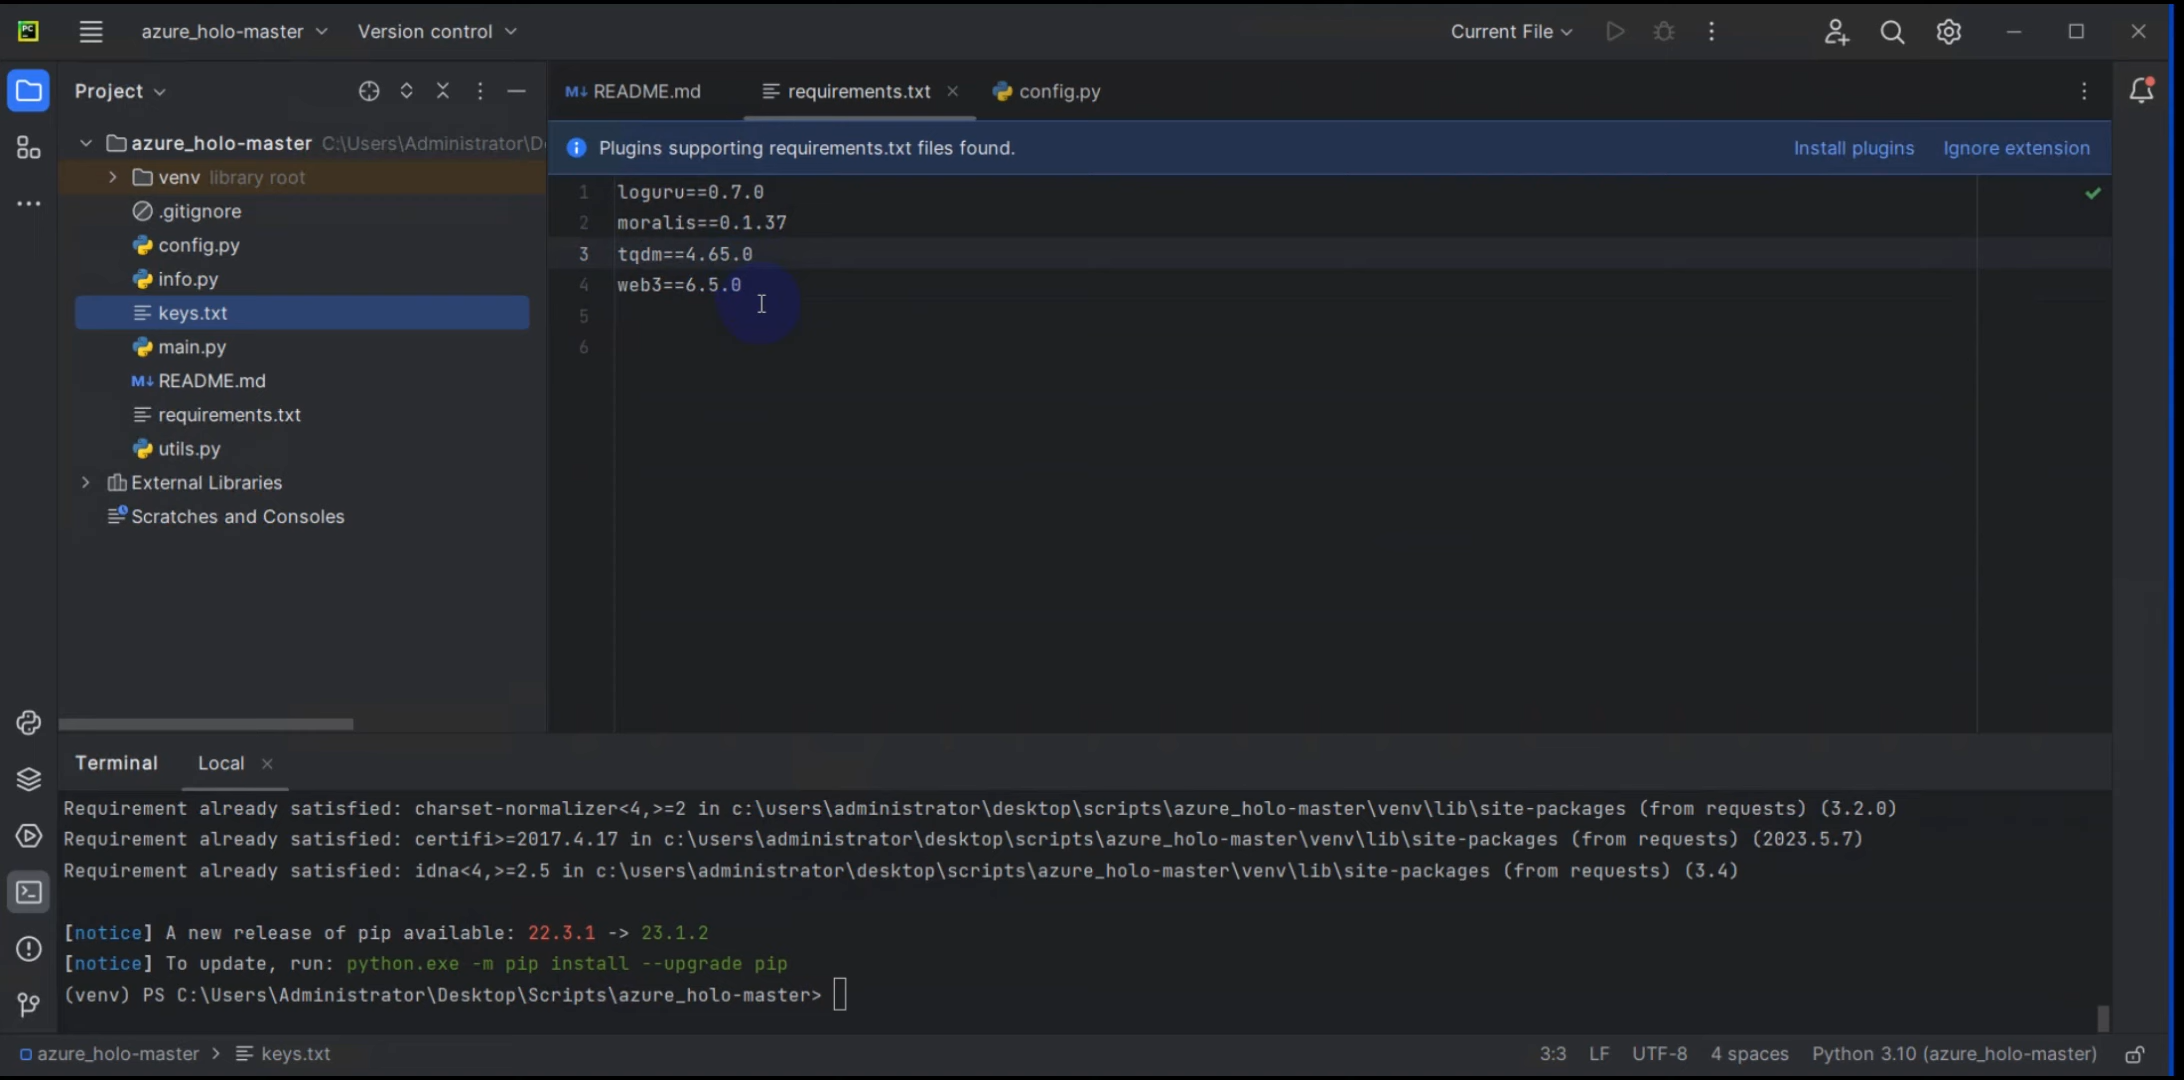 PC
azure_holo-master
Version control
Current File
Project
README.md
requirements.txt
config.py
azure_holo-master C:\Users\Administrator\D
venv library root
.gitignore
config.py
info.py
keys.txt
main.py
README.md
requirements.txt
utils.py
External Libraries
Scratches and Consoles
Plugins supporting requirements.txt files found.
Install plugins
Ignore extension
1 loguru==0.7.0
2 moralis==0.1.37
3 tqdm==4.65.0
4 web3==6.5.0
5
6
Terminal
Local
Requirement already satisfied: charset-normalizer<4,>=2 in c:\users\administrator\desktop\scripts\azure_holo-master\venv\lib\site-packages (from requests) (3.2.0)
Requirement already satisfied: certifi>=2017.4.17 in c:\users\administrator\desktop\scripts\azure_holo-master\venv\lib\site-packages (from requests) (2023.5.7)
Requirement already satisfied: idna<4,>=2.5 in c:\users\administrator\desktop\scripts\azure_holo-master\venv\lib\site-packages (from requests) (3.4)
[notice] A new release of pip available: 22.3.1 -> 23.1.2
[notice] To update, run: python.exe -m pip install --upgrade pip
(venv) PS C:\Users\Administrator\Desktop\Scripts\azure_holo-master>
azure_holo-master > keys.txt
3:3 LF UTF-8 4 spaces Python 3.10 (azure_holo-master)